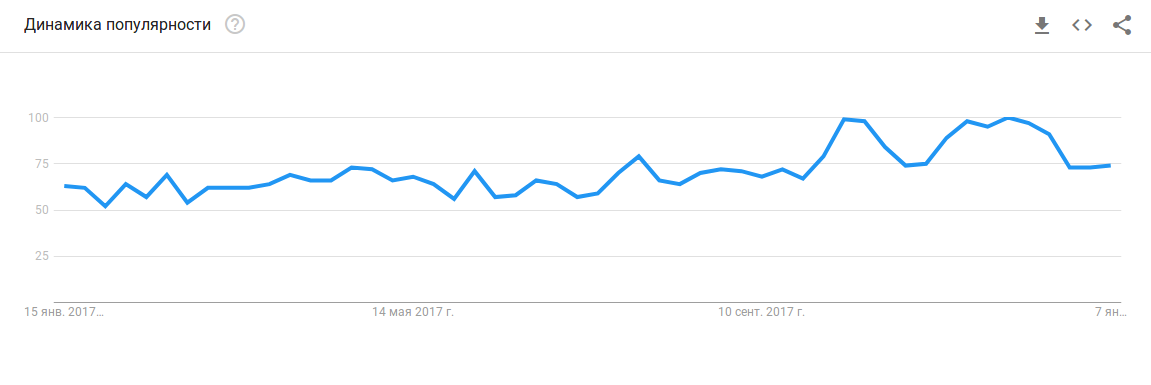 Динамика популярности ?
100
75
50
25
15 янв. 2017…
14 мая 2017 г.
10 сент. 2017 г.
7 ян…